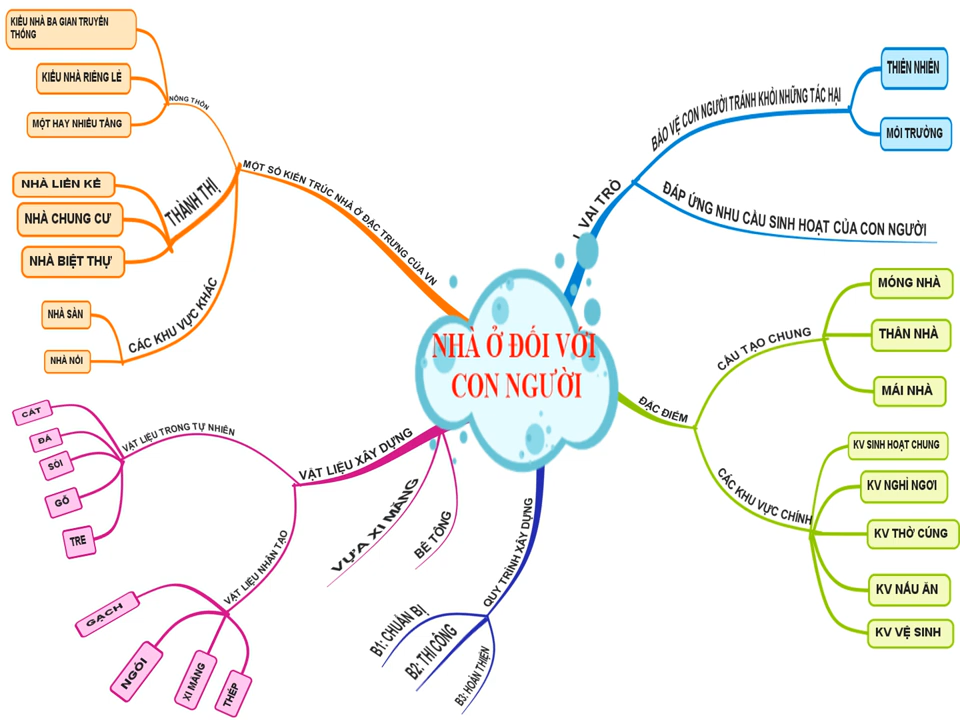 NHÀ Ở ĐỐI VỚI
CON NGƯỜI
I. VAI TRÒ
BẢO VỆ CON NGƯỜI TRÁNH KHỎI NHỮNG TÁC HẠI
THIÊN NHIÊN
MÔI TRƯỜNG
ĐÁP ỨNG NHU CẦU SINH HOẠT CỦA CON NGƯỜI
ĐẶC ĐIỂM
CẤU TẠO CHUNG
MÓNG NHÀ
THÂN NHÀ
MÁI NHÀ
CÁC KHU VỰC CHÍNH
KV SINH HOẠT CHUNG
KV NGHỈ NGƠI
KV THỜ CÚNG
KV NẤU ĂN
KV VỆ SINH
QUY TRÌNH XÂY DỰNG
B1: CHUẨN BỊ
B2: THI CÔNG
B3: HOÀN THIỆN
VẬT LIỆU XÂY DỰNG
VẬT LIỆU TRONG TỰ NHIÊN
CÁT
ĐÁ
SỎI
GỖ
TRE
VẬT LIỆU NHÂN TẠO
GẠCH
NGÓI
XI MĂNG
THÉP
VỰA XI MĂNG
BÊ TÔNG
MỘT SỐ KIẾN TRÚC NHÀ Ở ĐẶC TRƯNG CỦA VN
NÔNG THÔN
KIỂU NHÀ BA GIAN TRUYỀN
THỐNG
KIỂU NHÀ RIÊNG LẺ
MỘT HAY NHIỀU TẦNG
THÀNH THỊ
NHÀ LIỀN KỀ
NHÀ CHUNG CƯ
NHÀ BIỆT THỰ
CÁC KHU VỰC KHÁC
NHÀ SÀN
NHÀ NỔI